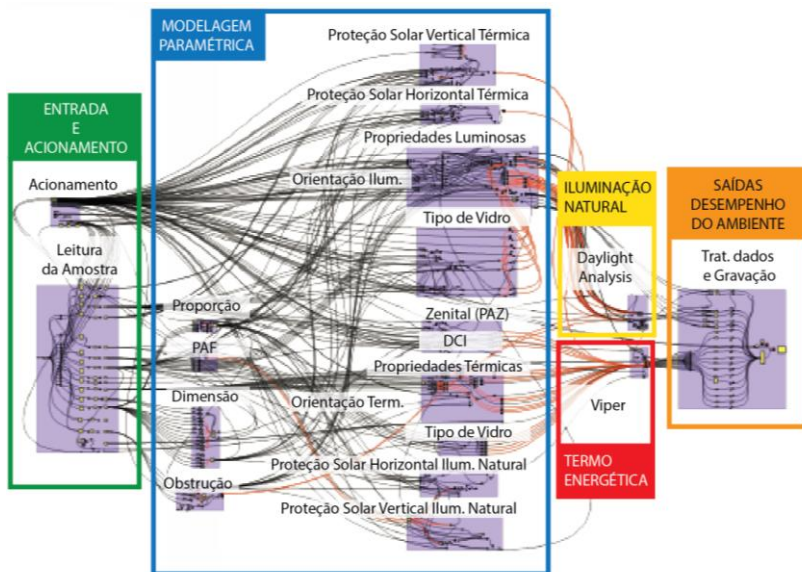 MODELAGEM
PARAMÉTRICA
Proteção Solar Vertical Térmica
Proteção Solar Horizontal Térmica
Propriedades Luminosas
Orientação Ilum.
Tipo de Vidro
Proporção
Zenital (PAZ)
PAF
DCI
Propriedades Térmicas
Dimensão
Orientação Term.
Tipo de Vidro
Proteção Solar Horizontal Ilum. Natural
Obstrução
Proteção Solar Vertical Ilum. Natural
ENTRADA
E
ACIONAMENTO
Acionamento
Leitura
da Amostra
ILUMINAÇÃO
NATURAL
Daylight
Analysis
Viper
TERMO
ENERGÉTICA
SAÍDAS
DESEMPENHO
DO AMBIENTE
Trat. dados
e Gravação